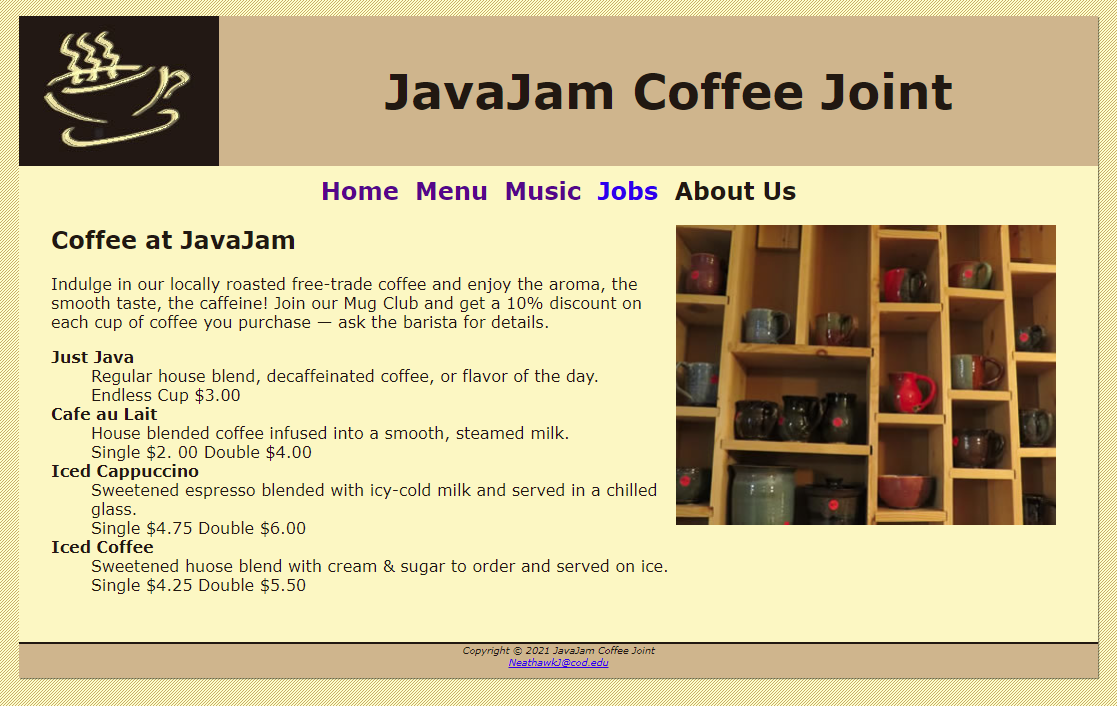 JavaJam Coffee Joint
Home Menu Music Jobs About Us
Coffee at JavaJam
Indulge in our locally roasted free-trade coffee and enjoy the aroma, the
smooth taste, the caffeine! Join our Mug Club and get a 10% discount on
each cup of coffee you purchase — ask the barista for details.
Just Java
Regular house blend, decaffeinated coffee, or flavor of the day.
Endless Cup $3.00
Cafe au Lait
House blended coffee infused into a smooth, steamed milk.
Single $2. 00 Double $4.00
Iced Cappuccino
Sweetened espresso blended with icy-cold milk and served in a chilled
glass.
Single $4.75 Double $6.00
Iced Coffee
Sweetened huose blend with cream & sugar to order and served on ice.
Single $4.25 Double $5.50
Copyright © 2021 JavaJam Coffee Joint
NeathawkJ@cod.edu